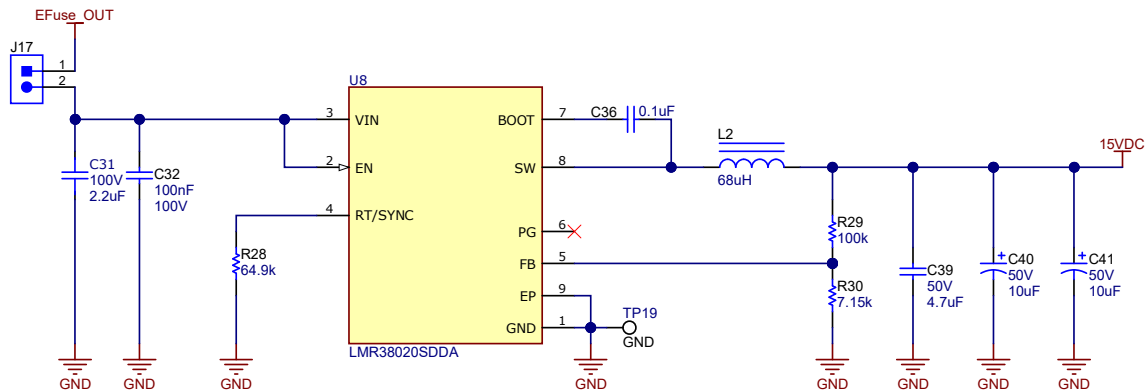 EFuse_OUT
J17
1
2
U8
3
VIN
2
EN
4
RT/SYNC
BOOT
7
SW
8
PG
6
FB
5
EP
9
GND
1
LMR38020SDDA
C31
100V
2.2uF
C32
100nF
100V
R28
64.9k
C36
0.1uF
L2
68uH
15VDC
R29
100k
R30
7.15k
TP19
GND
C39
50V
4.7uF
+
C40
50V
10uF
+
C41
50V
10uF
GND
GND
GND
GND
GND
GND
GND
GND